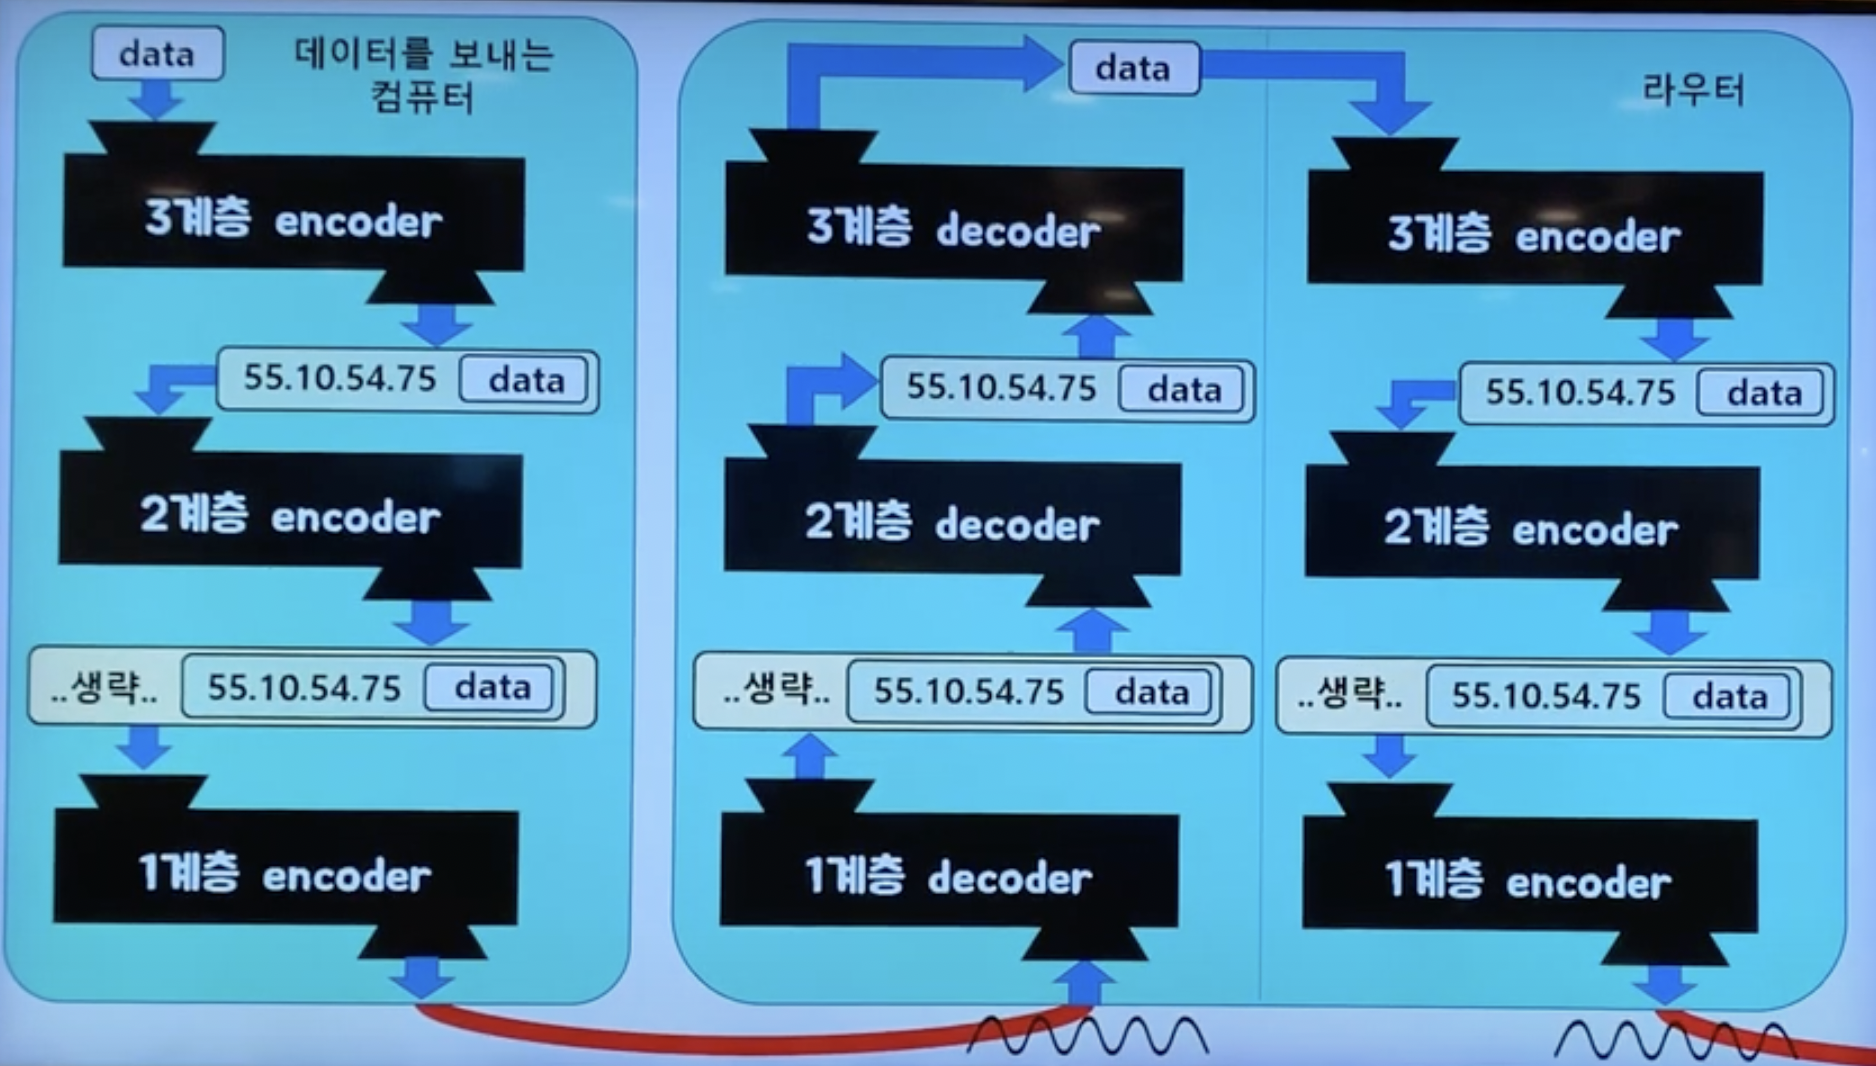 data
데이터를 보내는
컴퓨터
3계층 encoder
55.10.54.75 data
2계층 encoder
..생략.. 55.10.54.75 data
1계층 encoder
data
라우터
3계층 decoder
55.10.54.75 data
2계층 decoder
..생략.. 55.10.54.75 data
1계층 decoder
3계층 encoder
55.10.54.75 data
2계층 encoder
..생략.. 55.10.54.75 data
1계층 encoder